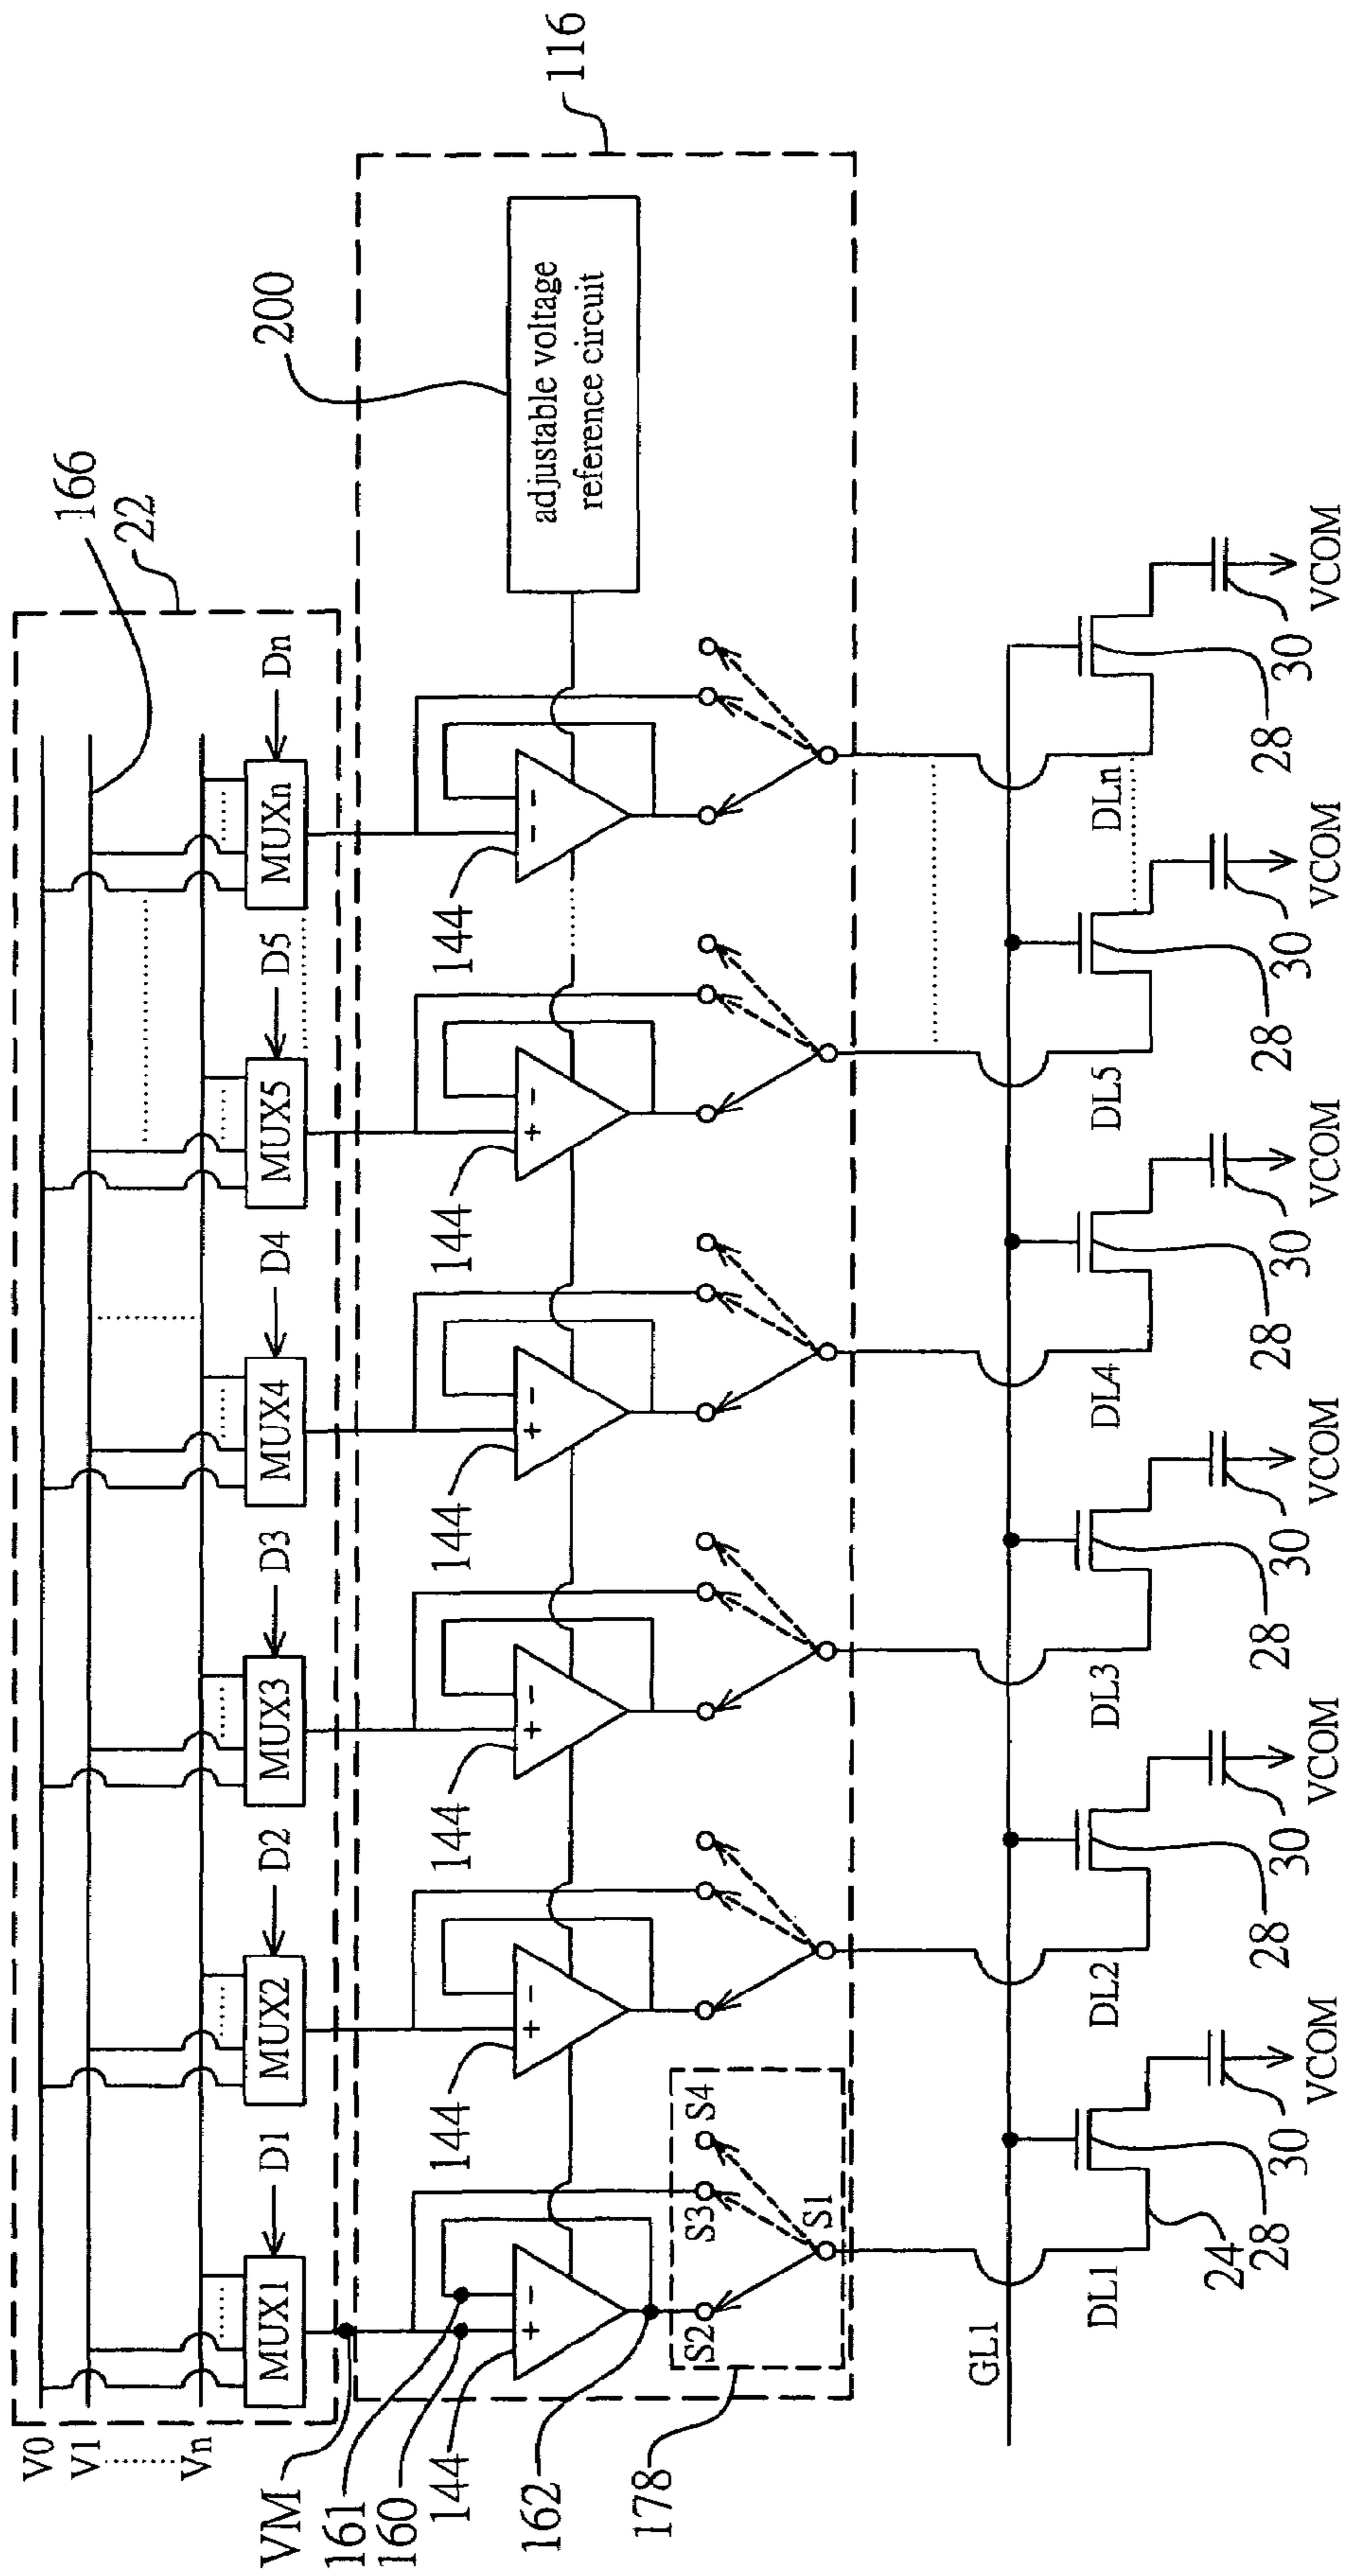 V0
V1
Vn
166
22
D1
D2
D3
D4
D5
Dn
MUX1
MUX2
MUX3
MUX4
MUX5
MUXn
VM
161
160
144
144
144
144
144
144
162
178
+ -
+ -
+ -
+ -
+ -
- -
200
adjustable voltage
reference circuit
116
S2
S3
S4
S1
GL1
DL1
DL2
DL3
DL4
DL5
DLn
24
28
28
28
28
28
28
30
30
30
30
30
30
VCOM
VCOM
VCOM
VCOM
VCOM
VCOM